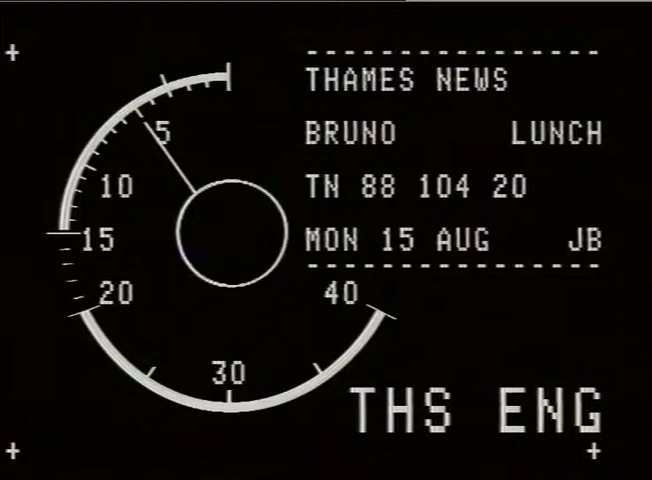 THAMES NEWS
BRUNO LUNCH
TN 88 104 20
MON 15 AUG JB
5
10
15
20
30
40
THS ENG